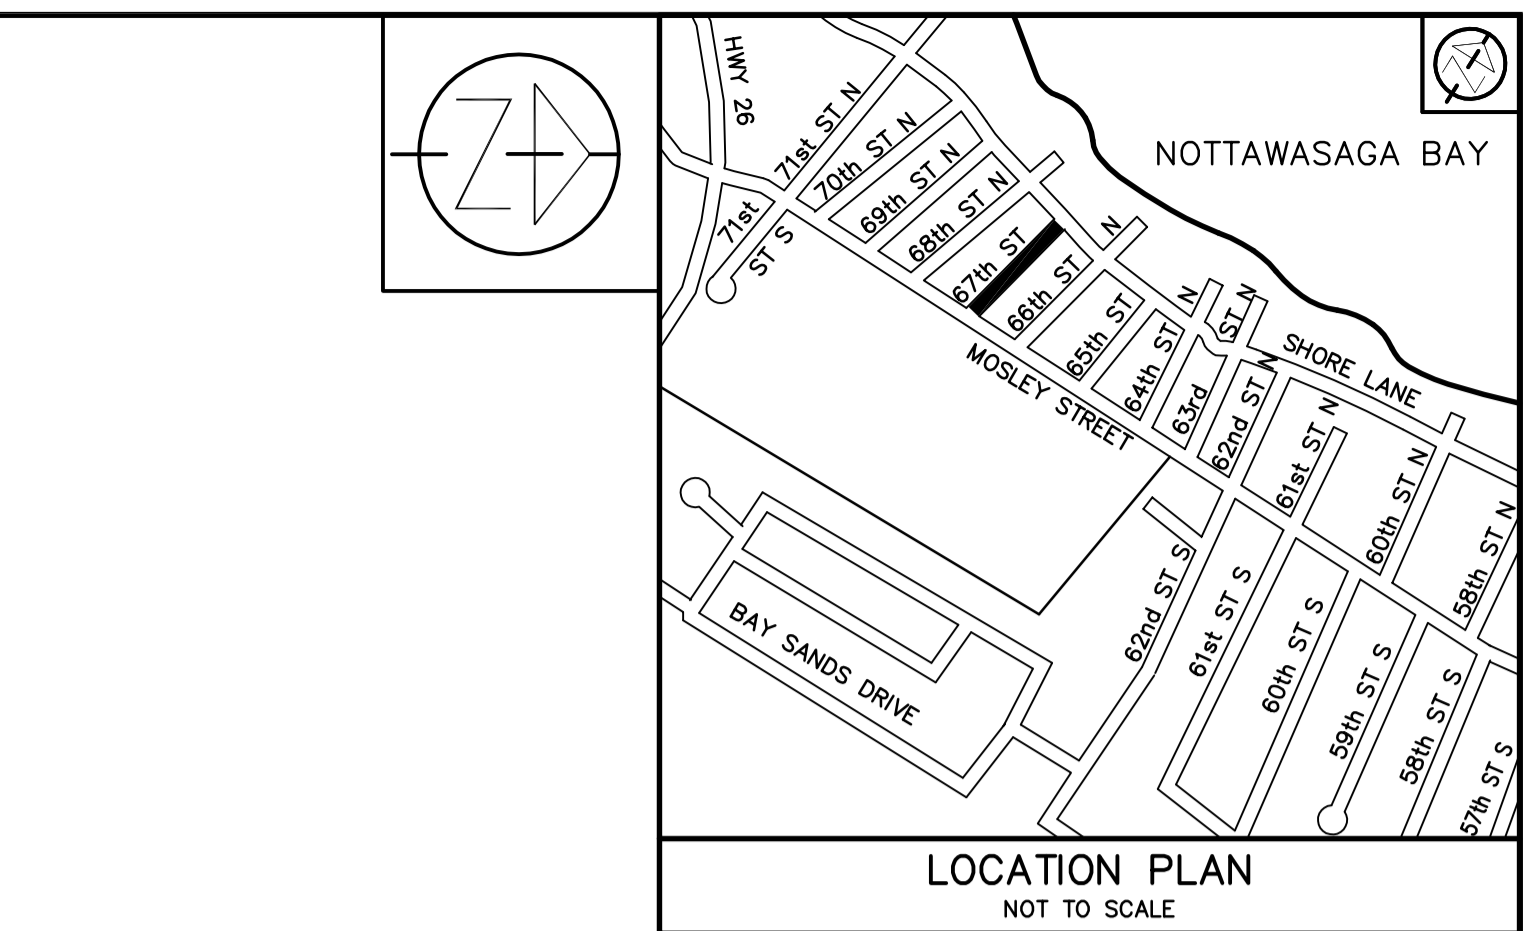 HWY 26
NOTTAWASAGA BAY
71st ST N
70th ST N
69th ST N
68th ST N
67th ST N
66th ST N
65th ST N
64th ST N
63rd ST N
62nd ST N
61st ST N
60th ST N
58th ST N
71st ST S
SHORE LANE
MOSLEY STREET
BAY SANDS DRIVE
62nd ST S
61st ST S
60th ST S
59th ST S
58th ST S
57th ST S
LOCATION PLAN
NOT TO SCALE